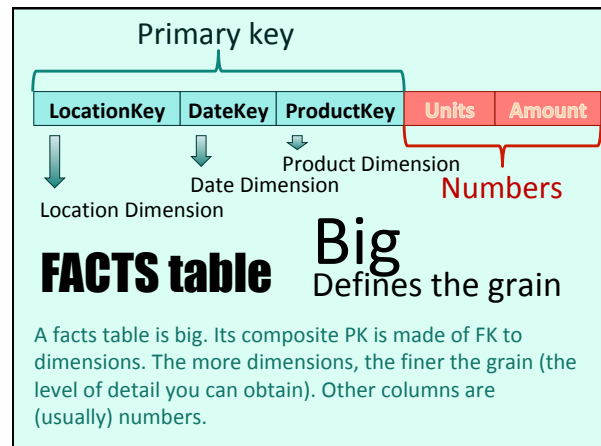 Primary key
LocationKey DateKey ProductKey Units Amount
Product Dimension
Numbers
Date Dimension
Location Dimension
Big
FACTS table
Defines the grain
A facts table is big. Its composite PK is made of FK to
dimensions. The more dimensions, the finer the grain (the
level of detail you can obtain). Other columns are
(usually) numbers.